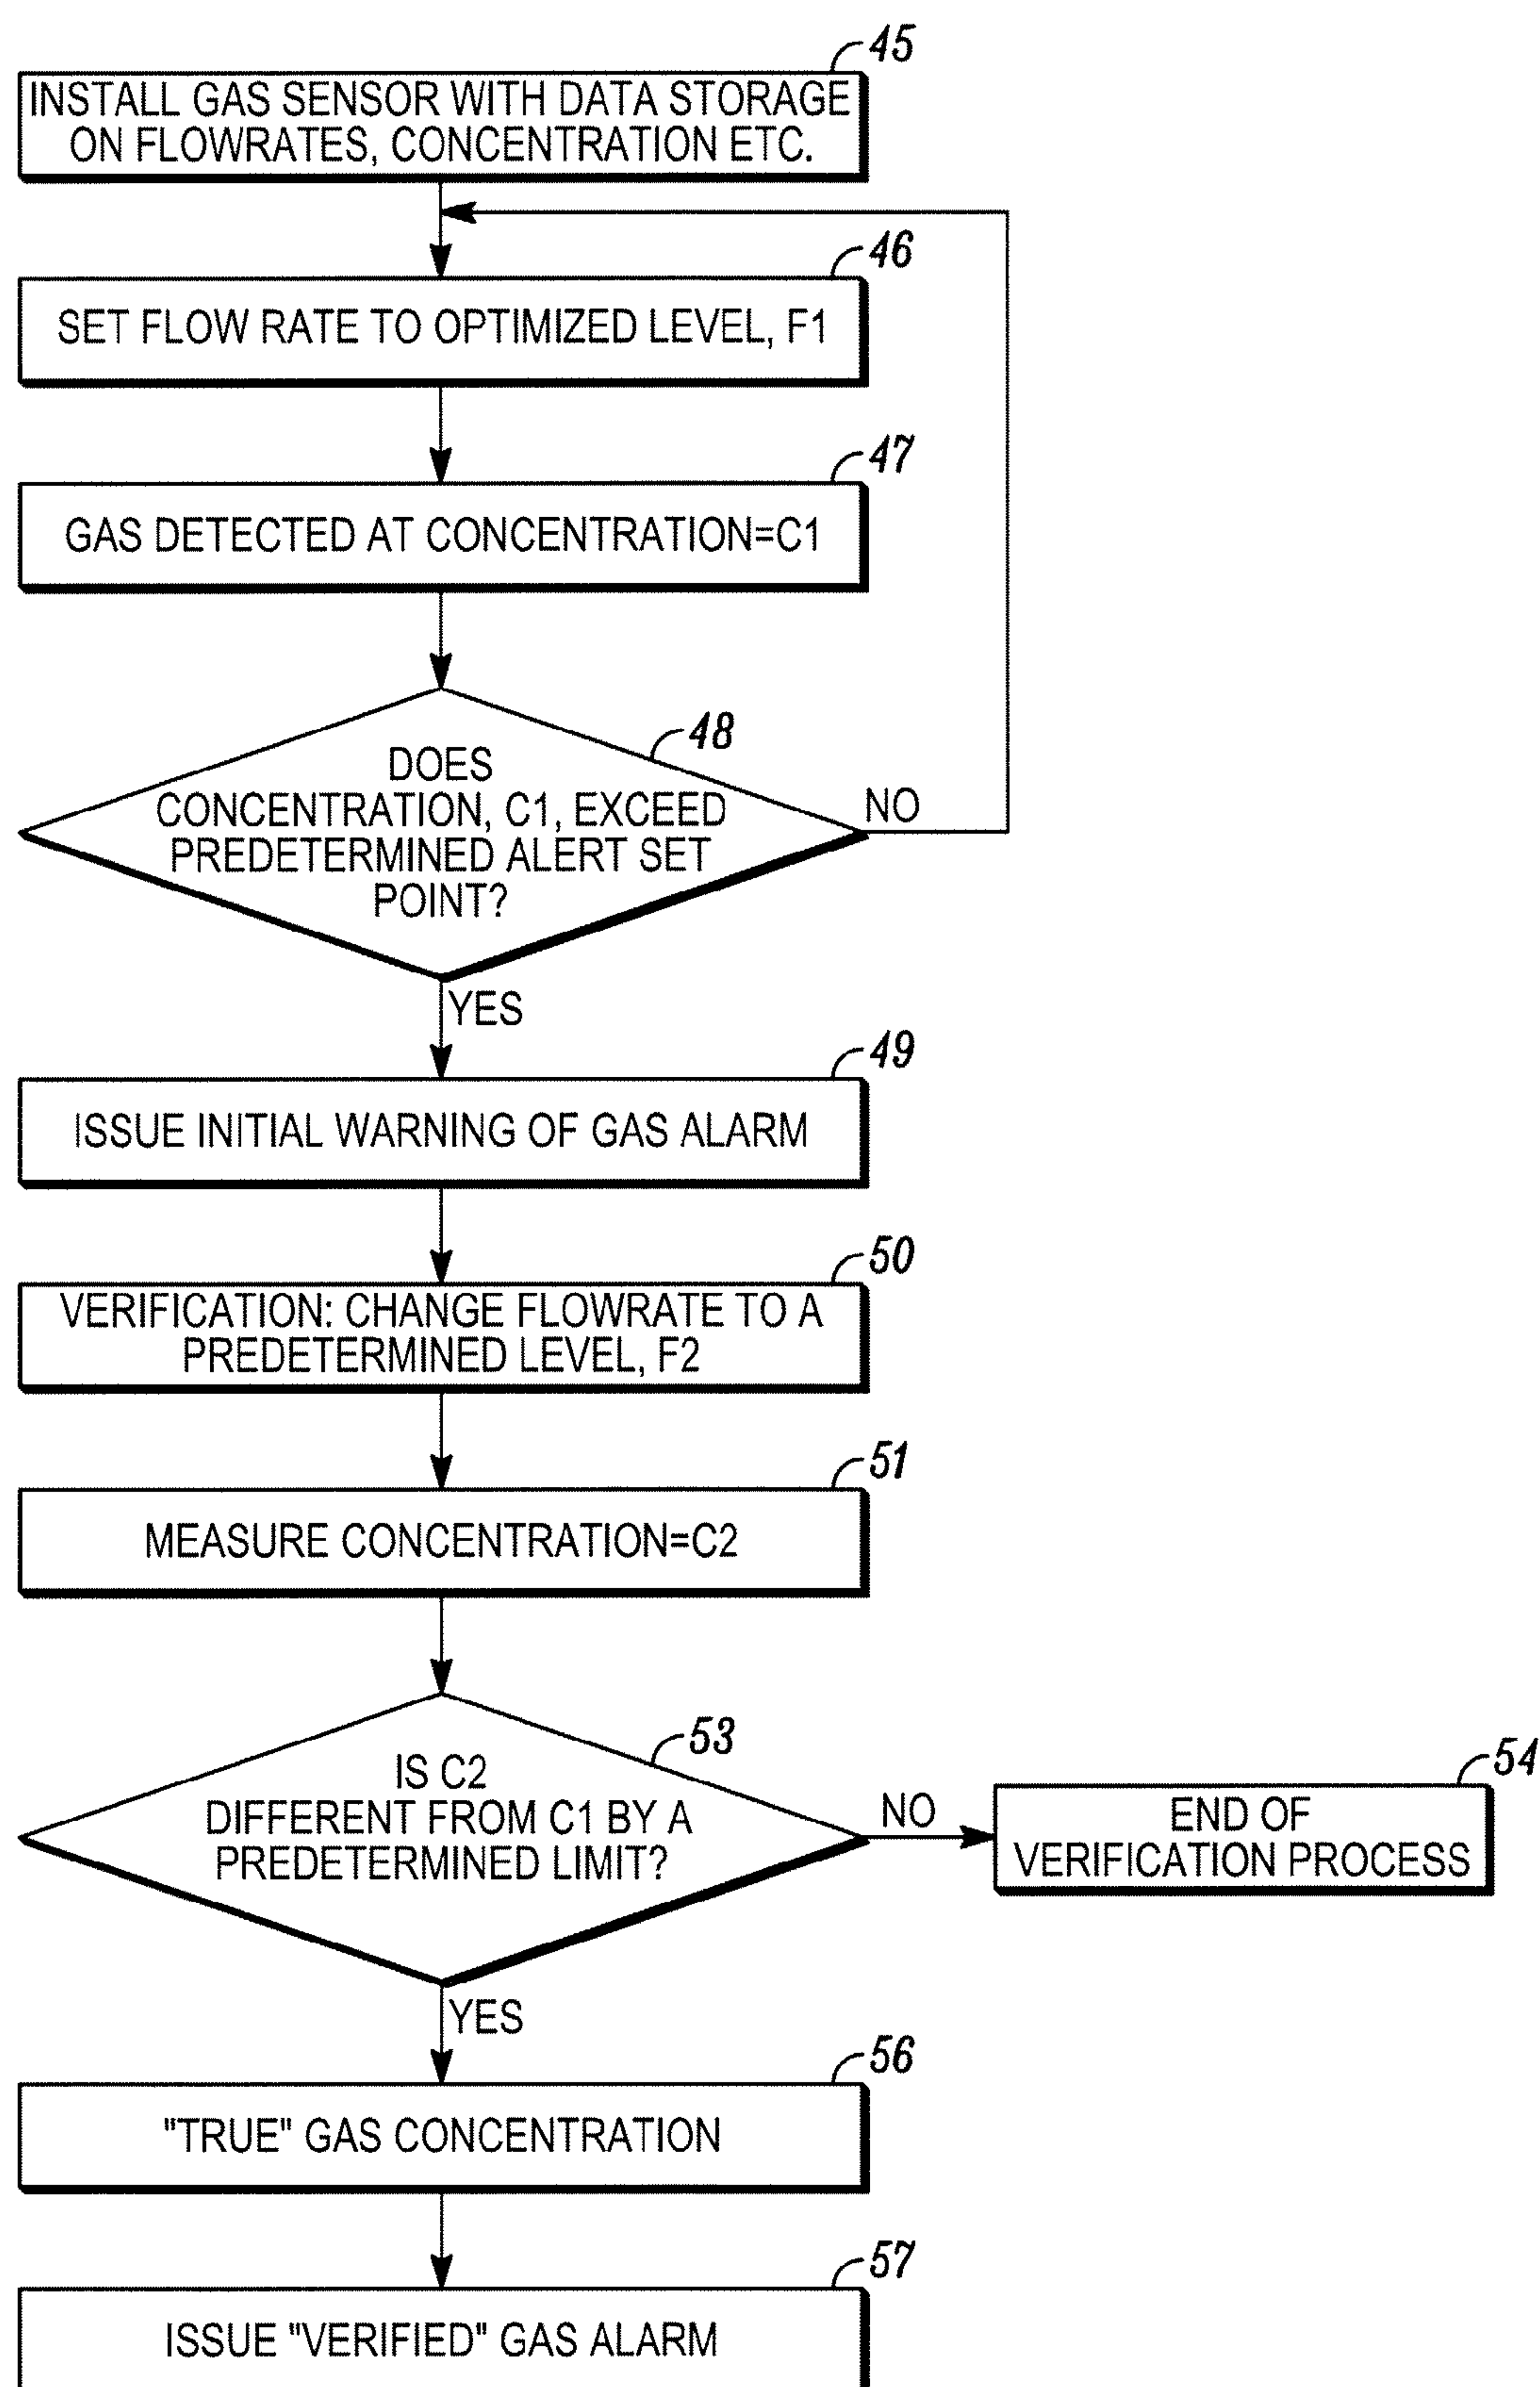 45
INSTALL GAS SENSOR WITH DATA STORAGE
ON FLOWRATES, CONCENTRATION ETC.
46
SET FLOW RATE TO OPTIMIZED LEVEL, F1
47
GAS DETECTED AT CONCENTRATION=C1
48
DOES
CONCENTRATION, C1, EXCEED
PREDETERMINED ALERT SET
POINT?
NO
YES
49
ISSUE INITIAL WARNING OF GAS ALARM
50
VERIFICATION: CHANGE FLOWRATE TO A
PREDETERMINED LEVEL, F2
51
MEASURE CONCENTRATION=C2
53
IS C2
DIFFERENT FROM C1 BY A
PREDETERMINED LIMIT?
NO
54
END OF
VERIFICATION PROCESS
YES
56
"TRUE" GAS CONCENTRATION
57
ISSUE "VERIFIED" GAS ALARM